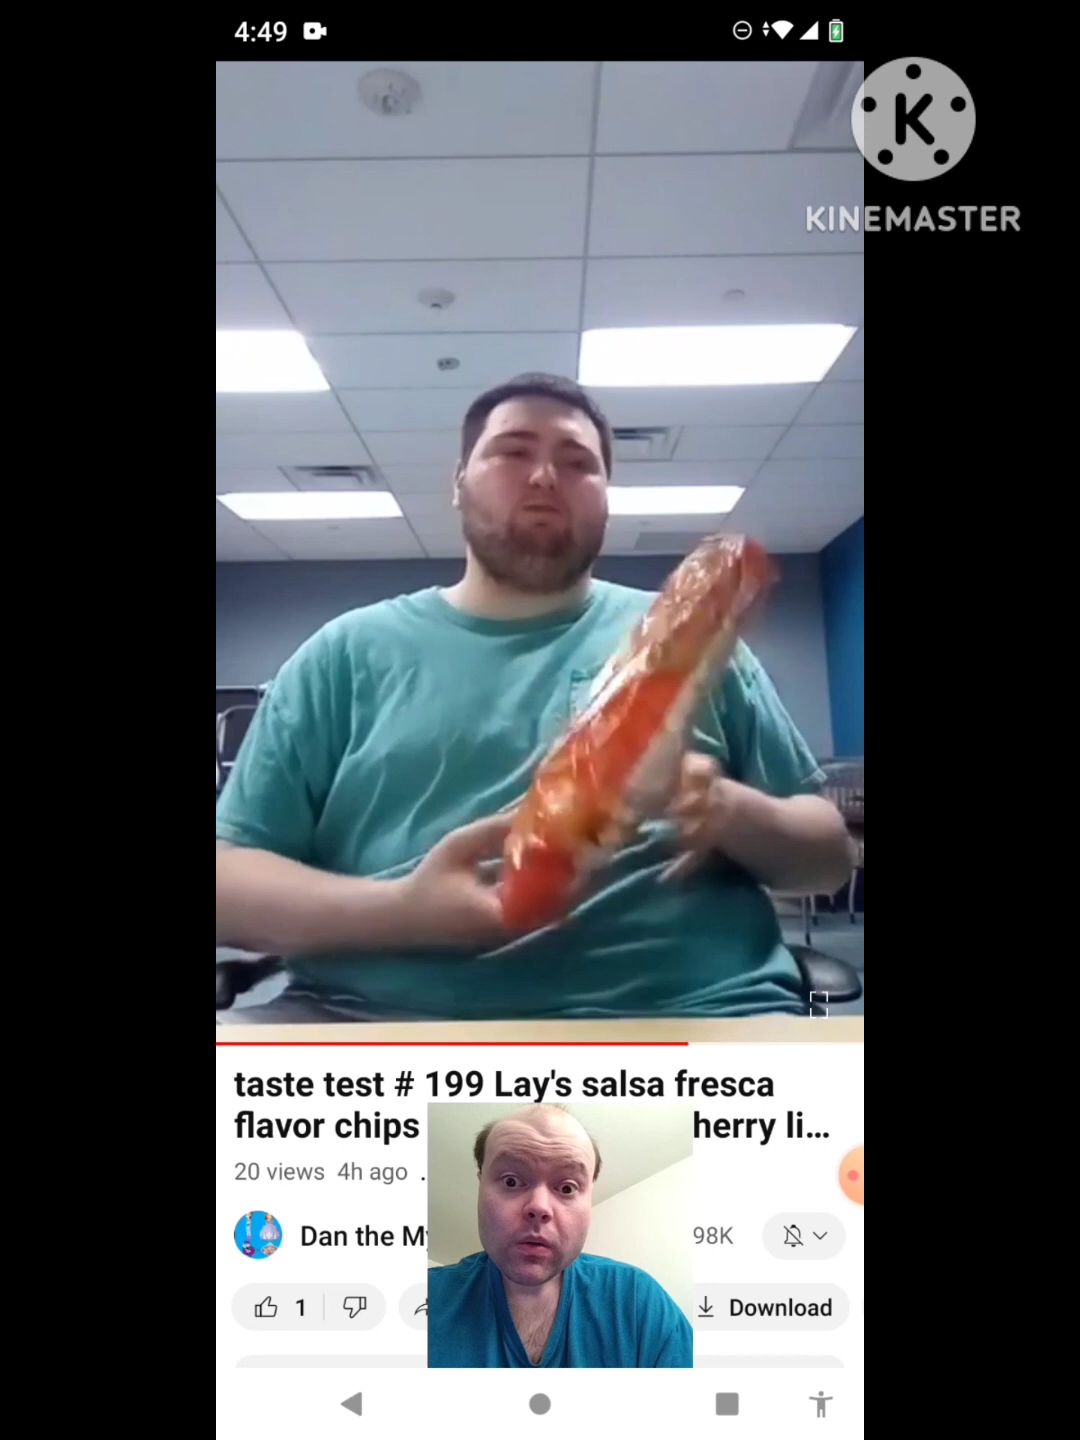 4:49
K
KINEMASTER
taste test # 199 Lay's salsa fresca
flavor chips herry li...
20 views 4h ago .
Dan the My 98K
1 Download